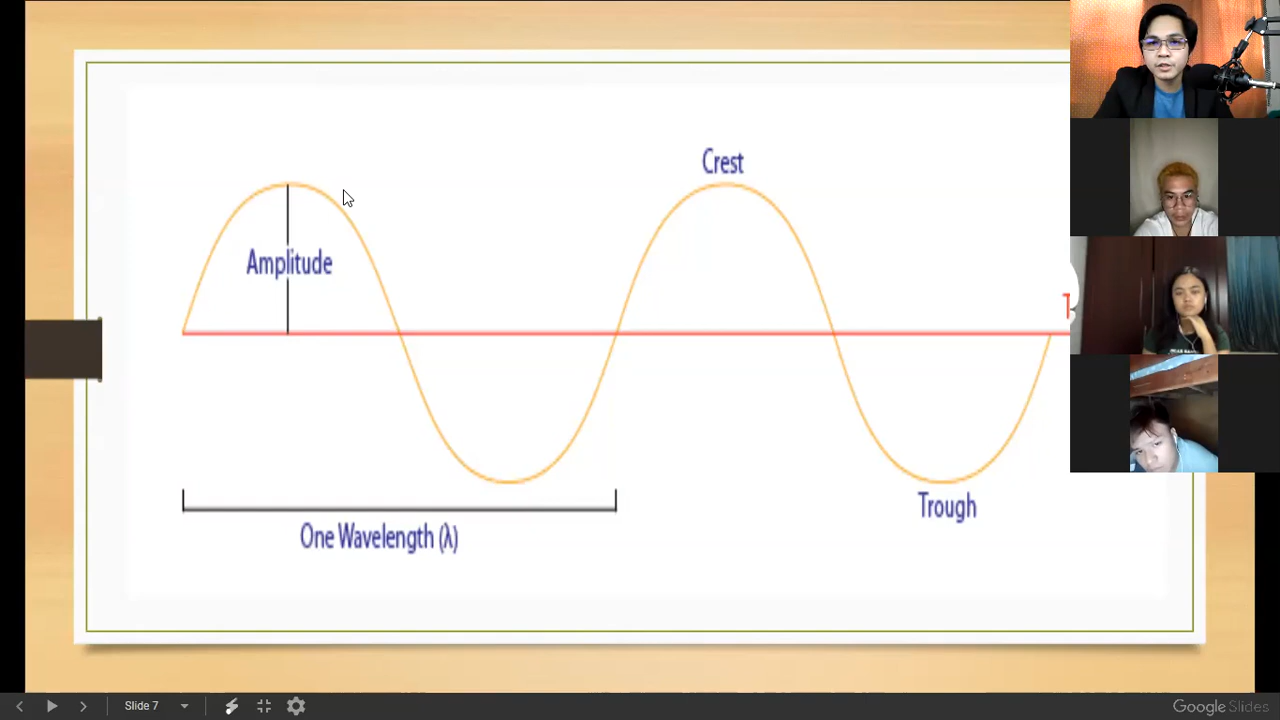 Crest
Amplitude
One Wavelength (λ)
Trough
Slide 7
Google Slides